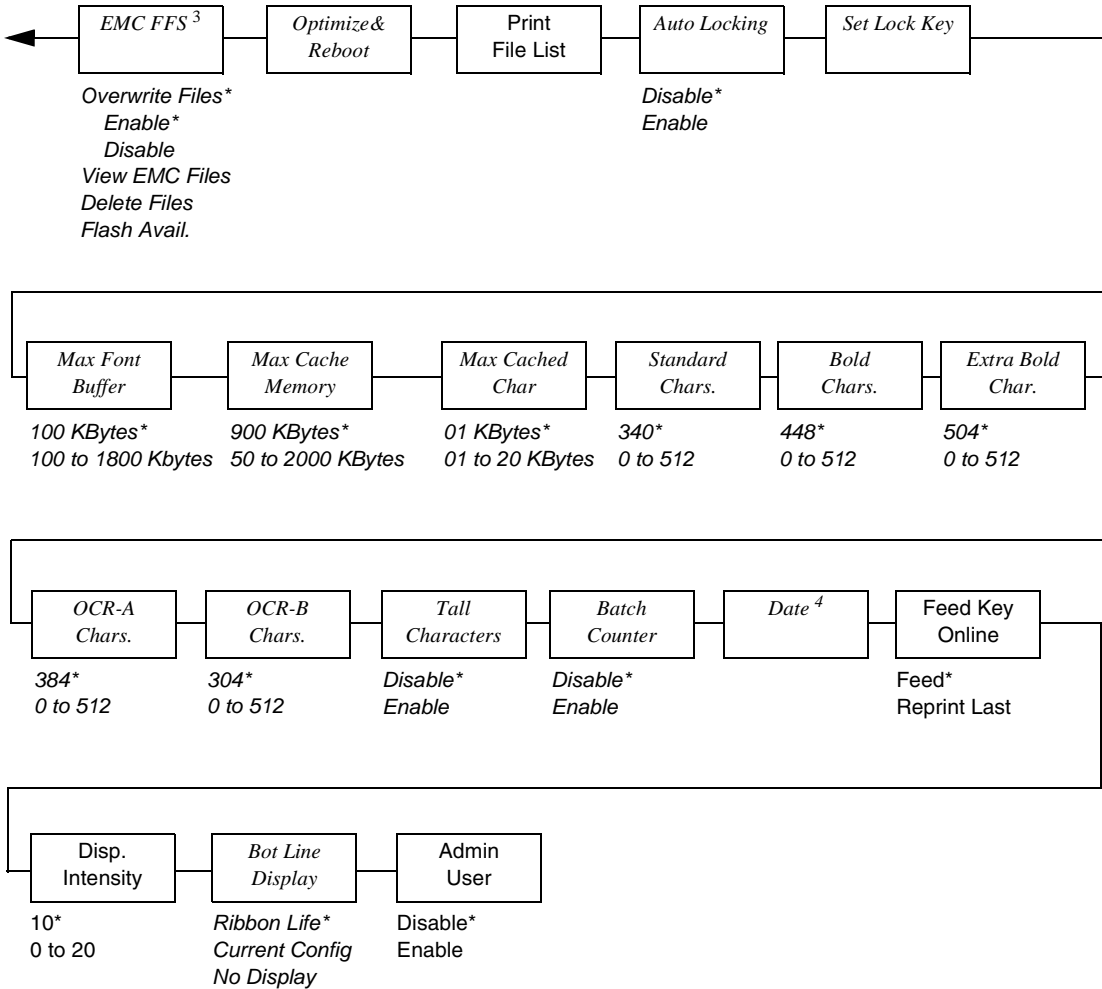 EMC FFS 3
Optimize&
Reboot
Print
File List
Auto Locking
Set Lock Key
Overwrite Files*
Enable*
Disable
View EMC Files
Delete Files
Flash Avail.
Disable*
Enable
Max Font
Buffer
Max Cache
Memory
Max Cached
Char
Standard
Chars.
Bold
Chars.
Extra Bold
Char.
100 KBytes*
100 to 1800 Kbytes
900 KBytes*
50 to 2000 KBytes
01 KBytes*
01 to 20 KBytes
340*
0 to 512
448*
0 to 512
504*
0 to 512
OCR-A
Chars.
OCR-B
Chars.
Tall
Characters
Batch
Counter
Date 4
Feed Key
Online
384*
0 to 512
304*
0 to 512
Disable*
Enable
Disable*
Enable
Feed*
Reprint Last
Disp.
Intensity
Bot Line
Display
Admin
User
10*
0 to 20
Ribbon Life*
Current Config
No Display
Disable*
Enable